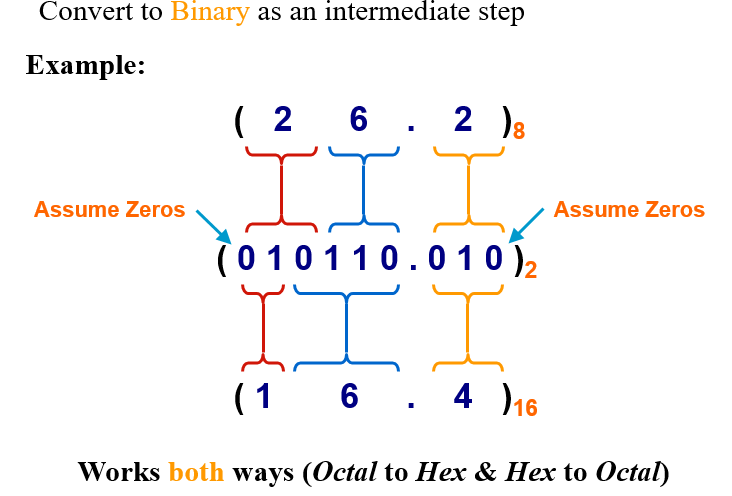 Convert to Binary as an intermediate step
Example:
( 2 6 . 2 )8
Assume Zeros
Assume Zeros
( 0 1 0 1 1 0 . 0 1 0 )2
( 1 6 . 4 )16
Works both ways (Octal to Hex & Hex to Octal)